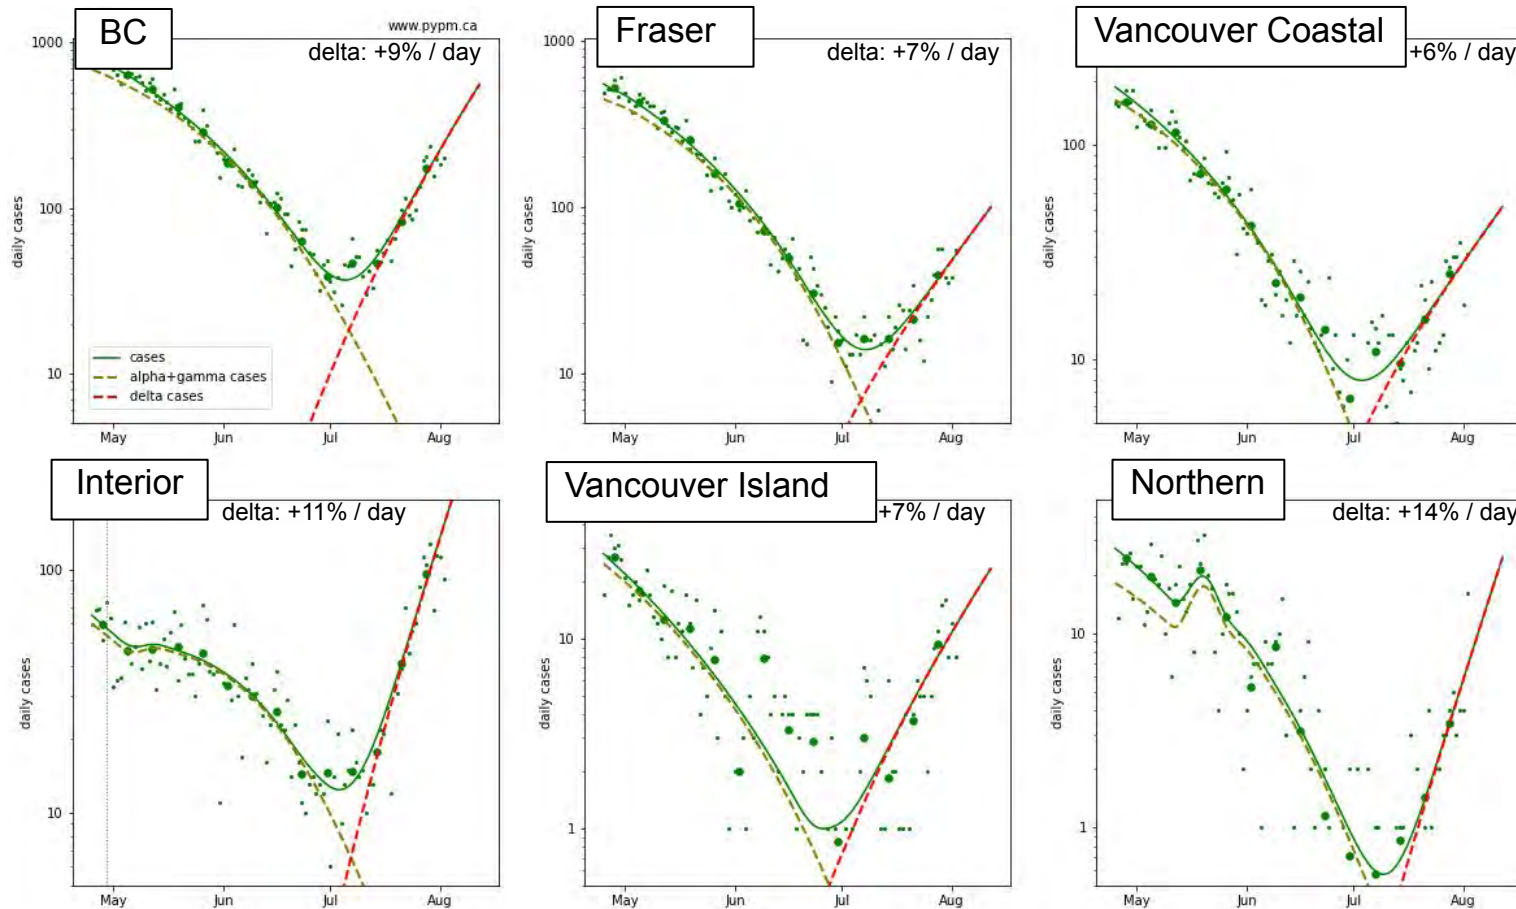 BC
www.pypm.ca
delta: +9% / day
1000
100
10
daily cases
cases
alpha+gamma cases
delta cases
May
Jun
Jul
Aug
Fraser
delta: +7% / day
1000
100
10
daily cases
May
Jun
Jul
Aug
Vancouver Coastal
+6% / day
100
10
daily cases
May
Jun
Jul
Aug
Interior
delta: +11% / day
100
10
daily cases
May
Jun
Jul
Aug
Vancouver Island
+7% / day
10
1
daily cases
May
Jun
Jul
Aug
Northern
delta: +14% / day
10
1
daily cases
May
Jun
Jul
Aug